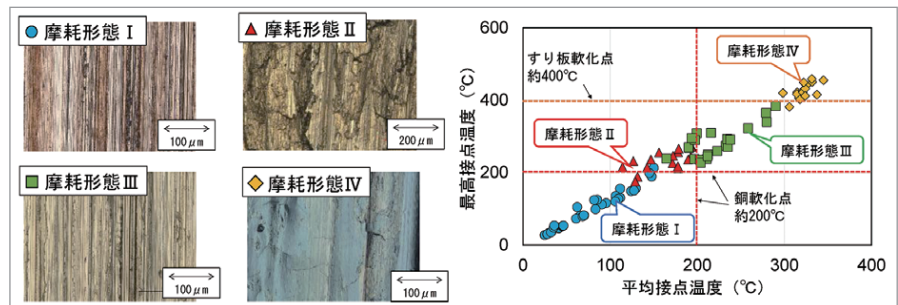 摩耗形態Ⅰ
100μm
摩耗形態Ⅱ
200μm
摩耗形態Ⅲ
100μm
摩耗形態Ⅳ
100μm
最高接点温度（℃）
600
400
200
0
すり板軟化点
約400℃
摩耗形態Ⅳ
摩耗形態Ⅱ
摩耗形態Ⅲ
銅軟化点
約200℃
摩耗形態Ⅰ
0
100
200
300
400
平均接点温度（℃）